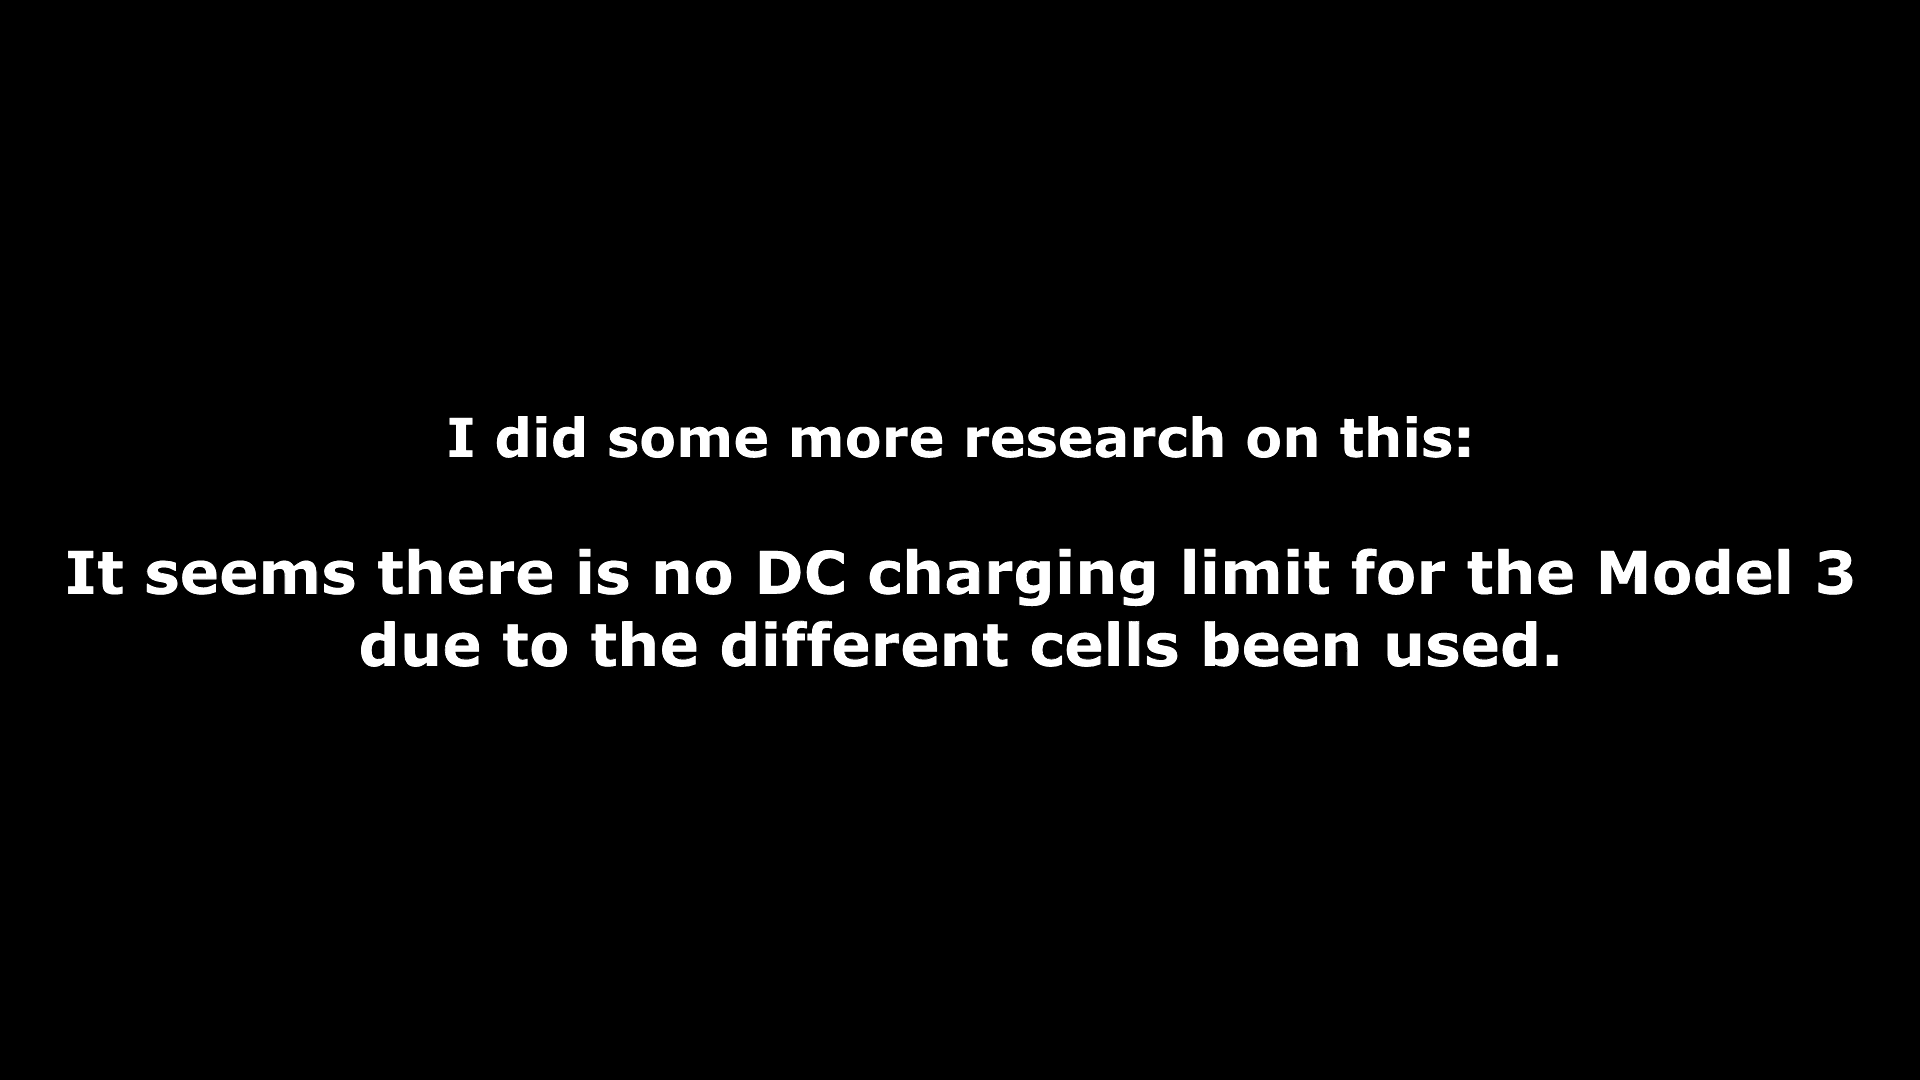 I did some more research on this:
It seems there is no DC charging limit for the Model 3
due to the different cells been used.